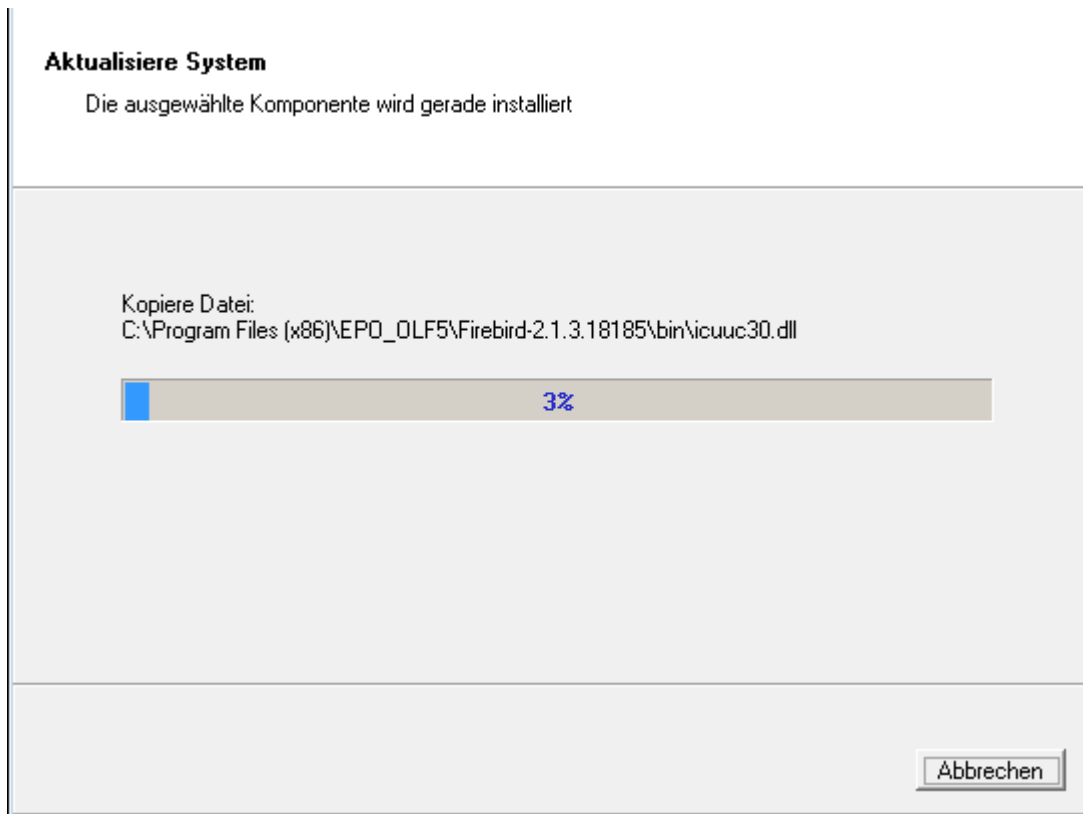 Aktualisiere System
Die ausgewählte Komponente wird gerade installiert
Kopiere Datei:
C:\Program Files (x86)\EPO_OLF5\Firebird-2.1.3.18185\bin\icuuc30.dll
3%
Abbrechen